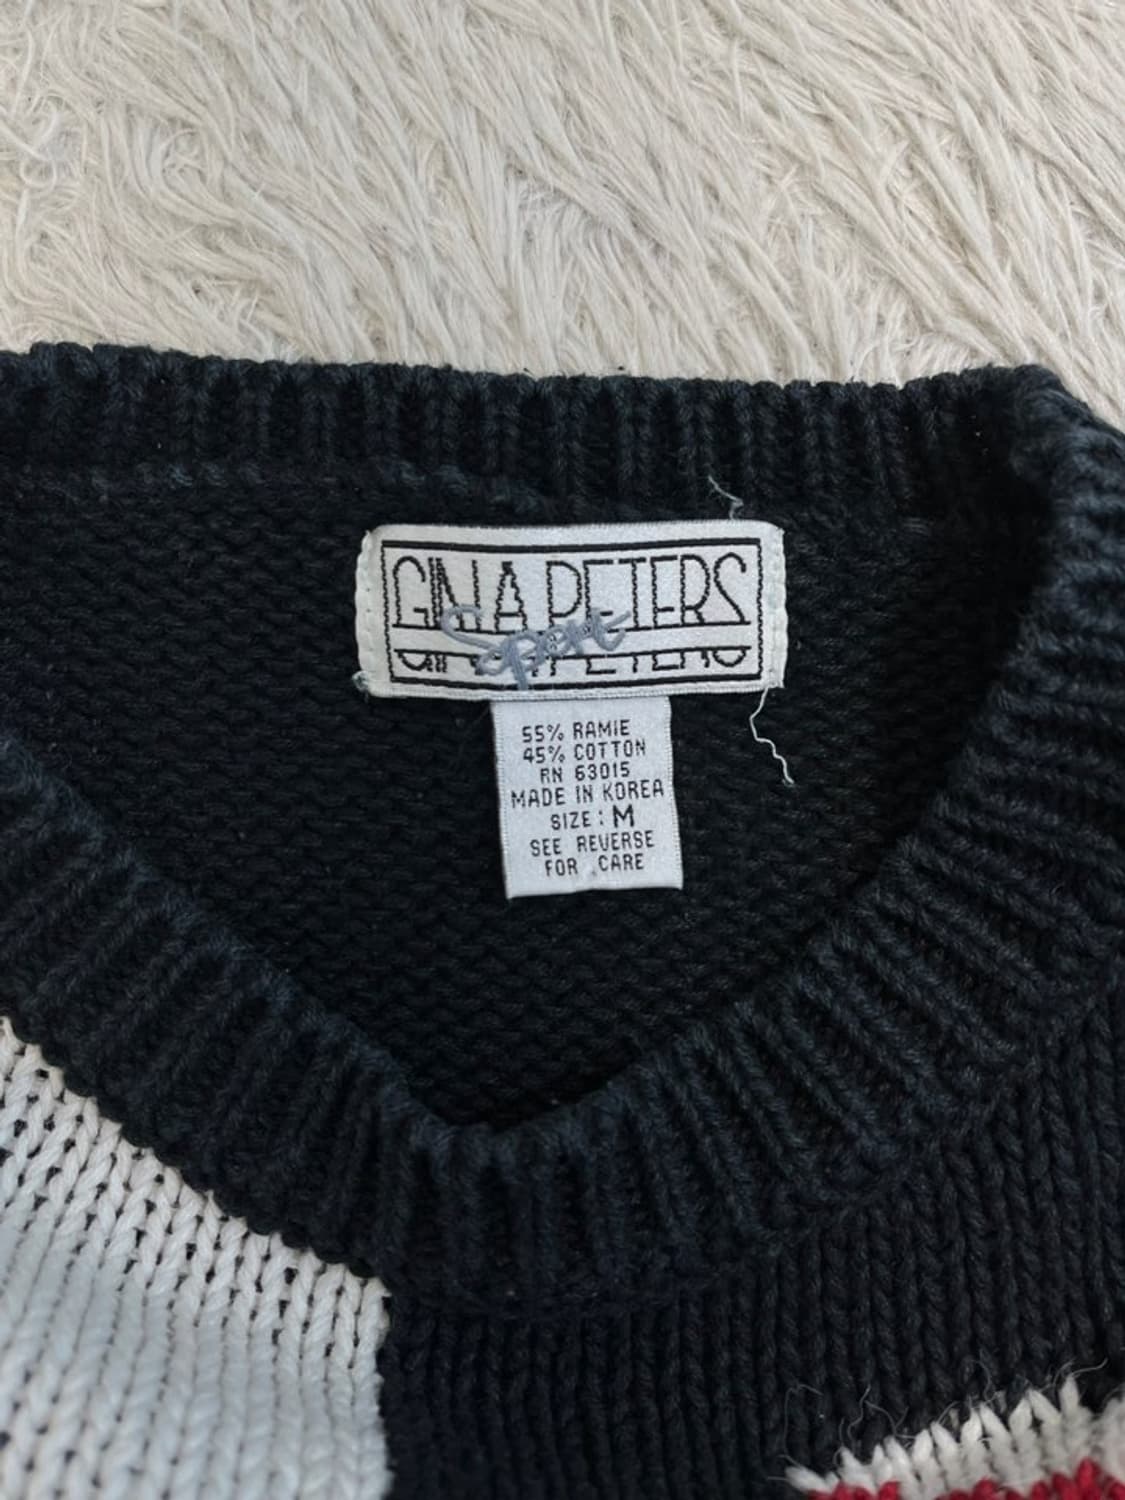 GINA PETERS
Sport
55% RAMIE
45% COTTON
RN 63015
MADE IN KOREA
SIZE : M
SEE REVERSE
FOR CARE